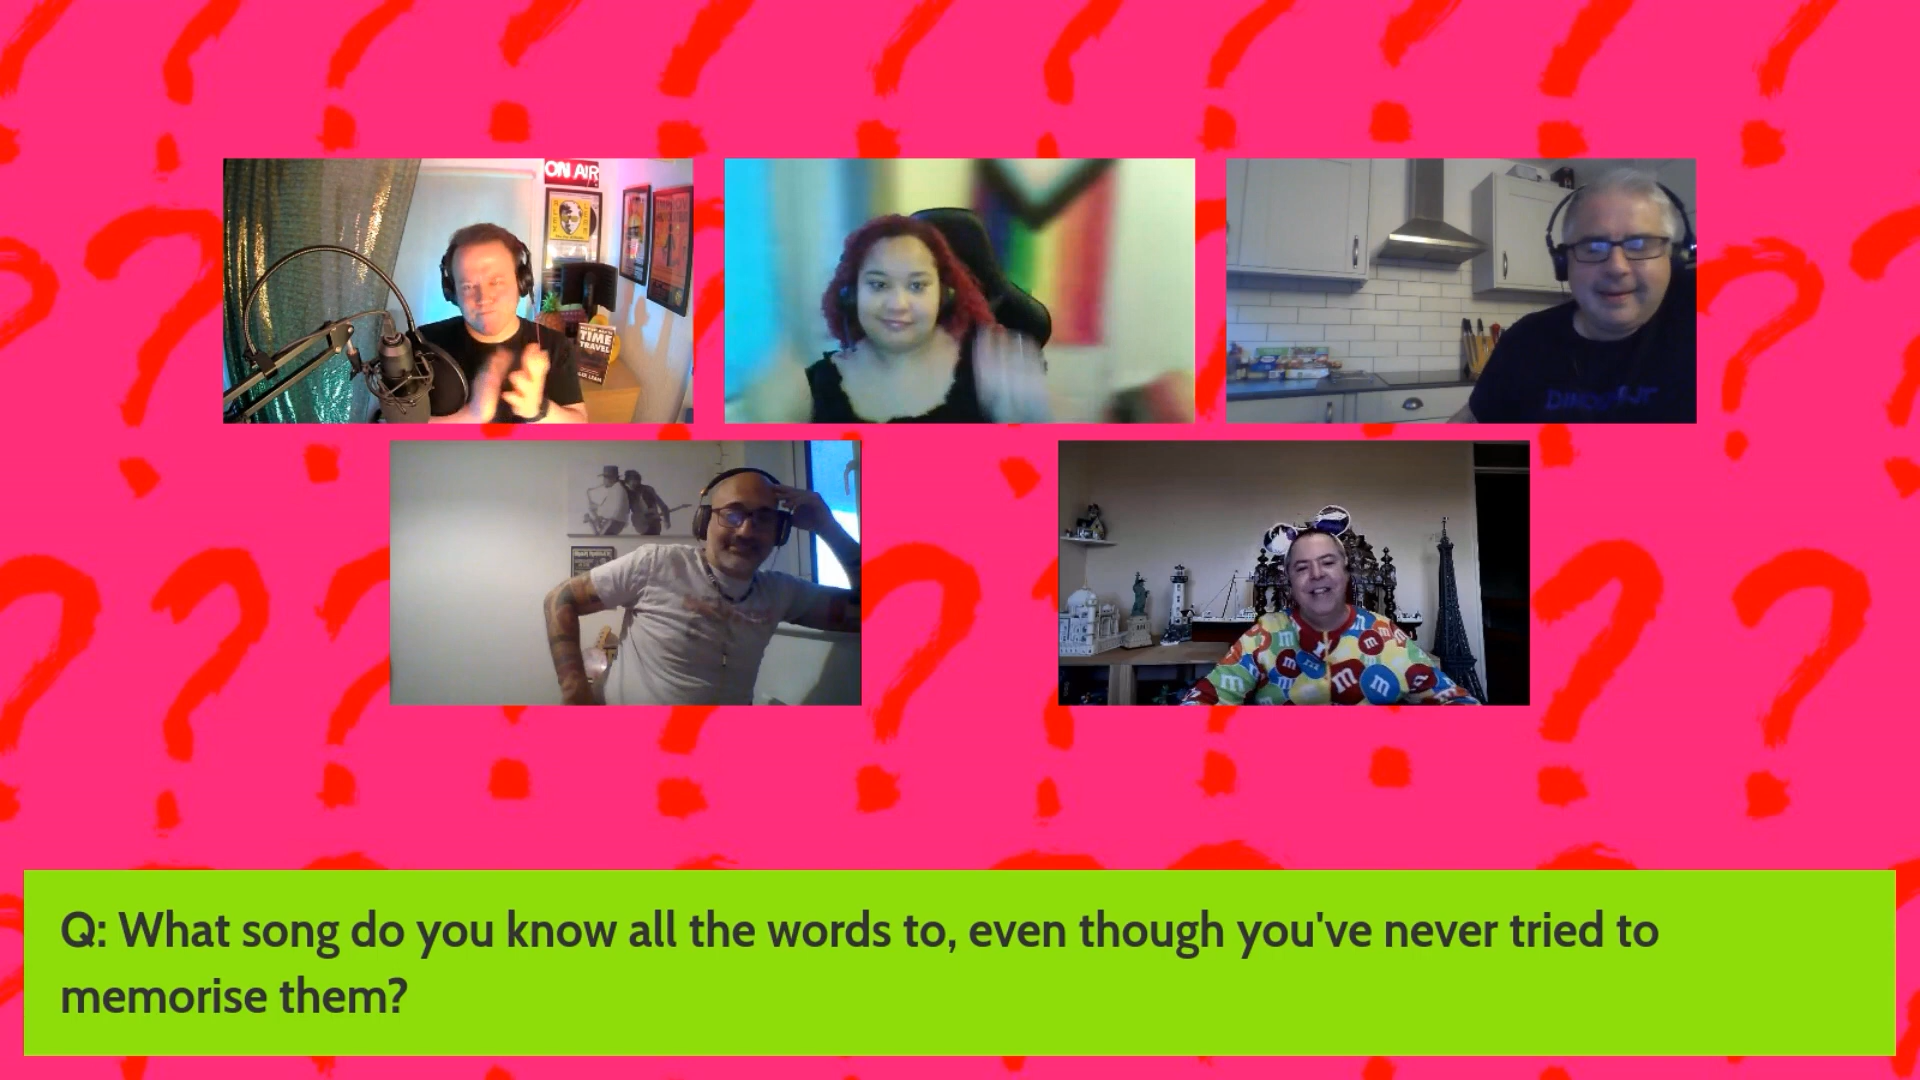 ON AIR
TIME
TRAVEL
m
m
m
m
Q: What song do you know all the words to, even though you've never tried to
memorise them?